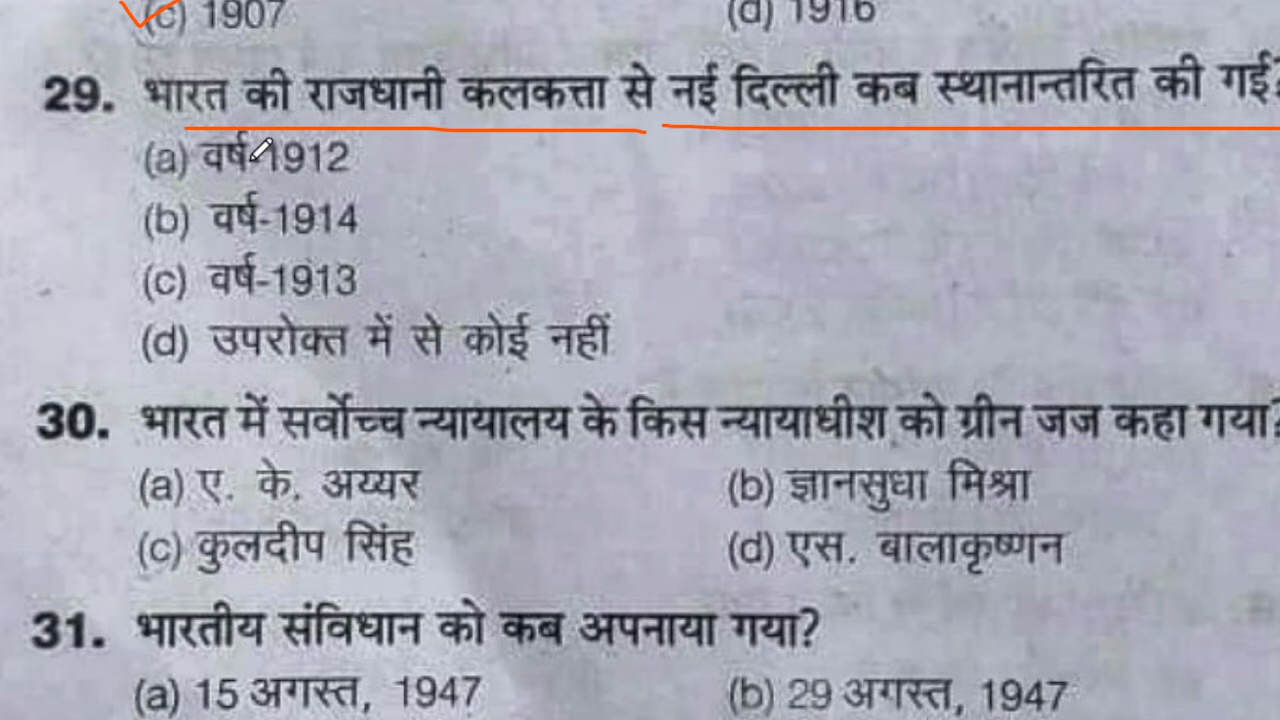 (c) 1907 (d) 1916
29. भारत की राजधानी कलकत्ता से नई दिल्ली कब स्थानान्तरित की गई?
(a) वर्ष-1912
(b) वर्ष-1914
(c) वर्ष-1913
(d) उपरोक्त में से कोई नहीं
30. भारत में सर्वोच्च न्यायालय के किस न्यायाधीश को ग्रीन जज कहा गया?
(a) ए. के. अय्यर (b) ज्ञानसुधा मिश्रा
(c) कुलदीप सिंह (d) एस. बालाकृष्णन
31. भारतीय संविधान को कब अपनाया गया?
(a) 15 अगस्त, 1947 (b) 29 अगस्त, 1947